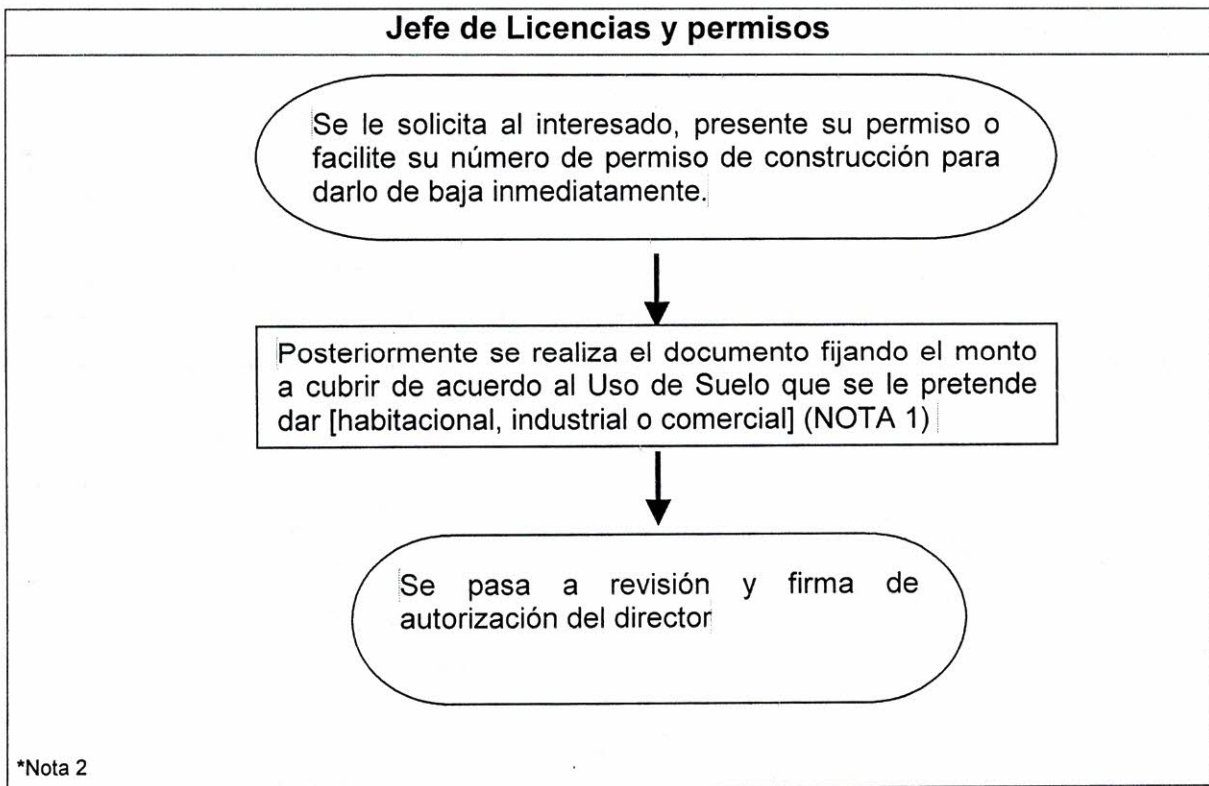 Jefe de Licencias y permisos
Se le solicita al interesado, presente su permiso o
facilite su número de permiso de construcción para
darlo de baja inmediatamente.
Posteriormente se realiza el documento fijando el monto
a cubrir de acuerdo al Uso de Suelo que se le pretende
dar [habitacional, industrial o comercial] (NOTA 1)
Se pasa a revisión y firma de
autorización del director
*Nota 2